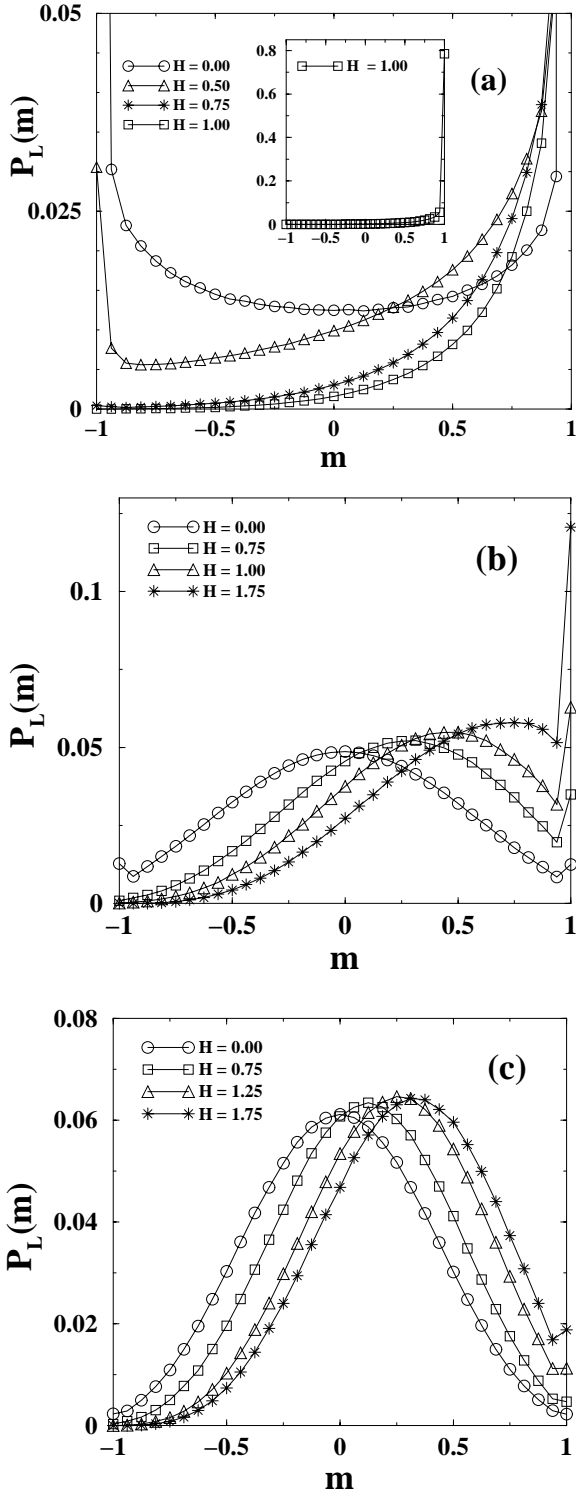 0.05
H = 0.00
H = 0.50
H = 0.75
H = 1.00
(a)
0.8
0.6
0.4
0.2
0
H = 1.00
−1 −0.5 0 0.5 1
P_L(m)
0.025
0
−1 −0.5 0 0.5 1
m
H = 0.00
H = 0.75
H = 1.00
H = 1.75
(b)
0.1
P_L(m)
0.05
0
−1 −0.5 0 0.5 1
m
0.08
H = 0.00
H = 0.75
H = 1.25
H = 1.75
(c)
0.06
P_L(m)
0.04
0.02
0
−1 −0.5 0 0.5 1
m